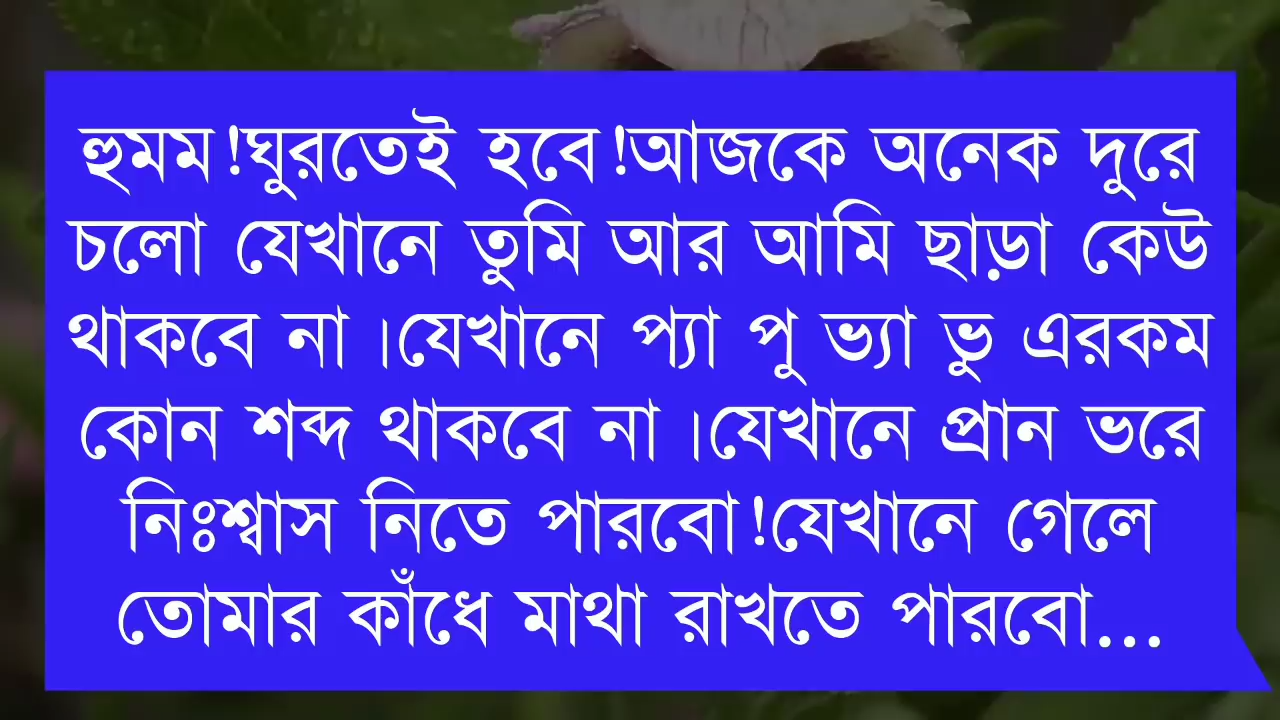 হুমম!ঘুরতেই হবে!আজকে অনেক দুরে
চলো যেখানে তুমি আর আমি ছাড়া কেউ
থাকবে না।যেখানে প্যা পু ভ্যা ভু এরকম
কোন শব্দ থাকবে না।যেখানে প্রান ভরে
নিঃশ্বাস নিতে পারবো!যেখানে গেলে
তোমার কাঁধে মাথা রাখতে পারবো...